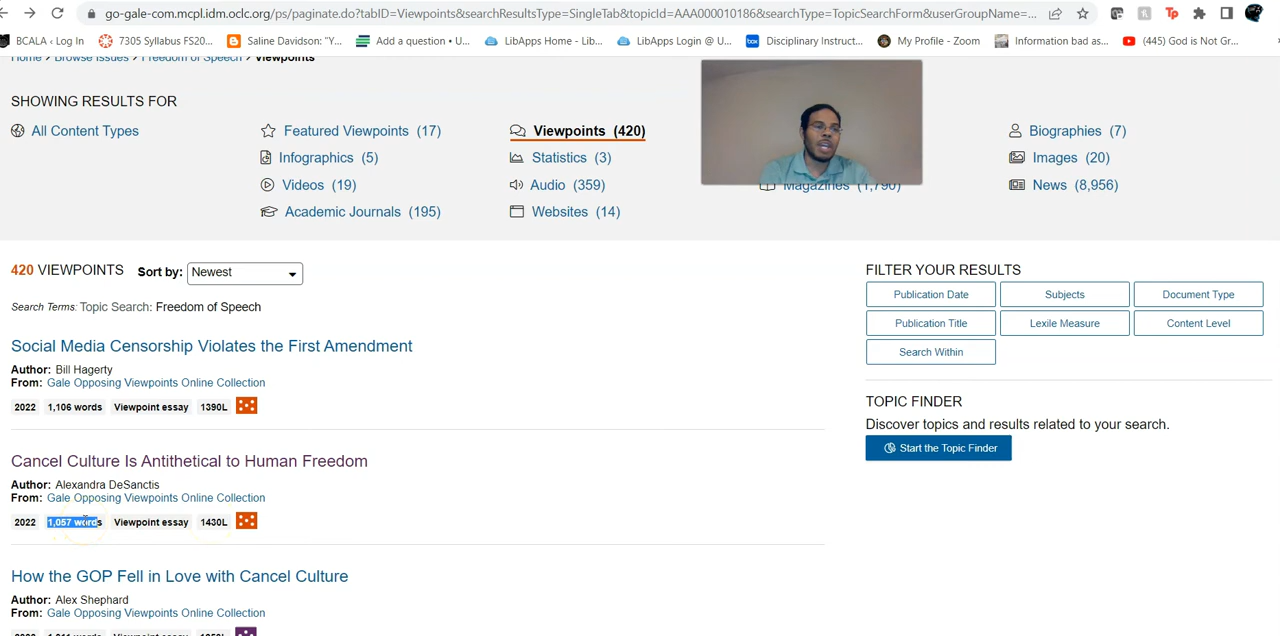 go-gale-com.mcpl.idm.oclc.org/ps/paginate.do?tabID=Viewpoints&searchResultsType=SingleTab&topicId=AAA000010186&searchType=TopicSearchForm&userGroupName=...
BCALA ‹ Log In 7305 Syllabus FS20... Saline Davidson: "Y... Add a question • U... LibApps Home - Lib... LibApps Login @ U... Disciplinary Instruct... My Profile - Zoom Information bad as... (445) God is Not Gr...
Home > Browse Issues > Freedom of Speech > Viewpoints
SHOWING RESULTS FOR
All Content Types Featured Viewpoints (17) Viewpoints (420) Biographies (7)
Infographics (5) Statistics (3) Images (20)
Videos (19) Audio (359) Magazines (1,790) News (8,956)
Academic Journals (195) Websites (14)
420 VIEWPOINTS Sort by: Newest
Search Terms: Topic Search: Freedom of Speech
Social Media Censorship Violates the First Amendment
Author: Bill Hagerty
From: Gale Opposing Viewpoints Online Collection
2022 1,106 words Viewpoint essay 1390L
Cancel Culture Is Antithetical to Human Freedom
Author: Alexandra DeSanctis
From: Gale Opposing Viewpoints Online Collection
2022 1,057 words Viewpoint essay 1430L
How the GOP Fell in Love with Cancel Culture
Author: Alex Shephard
From: Gale Opposing Viewpoints Online Collection
FILTER YOUR RESULTS
Publication Date Subjects Document Type
Publication Title Lexile Measure Content Level
Search Within
TOPIC FINDER
Discover topics and results related to your search.
Start the Topic Finder